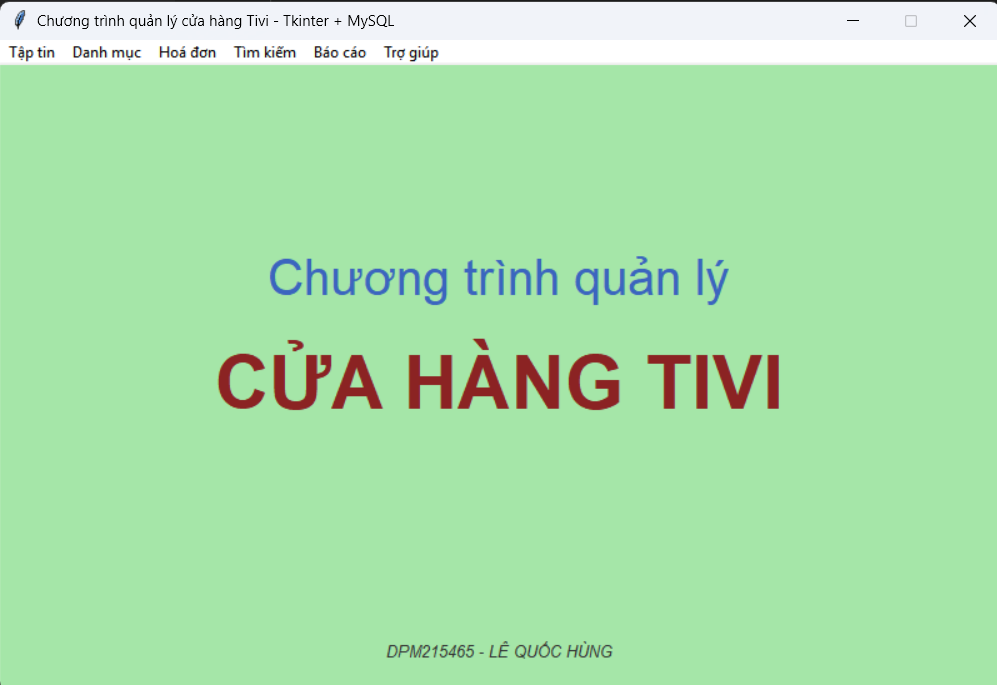 Chương trình quản lý cửa hàng Tivi - Tkinter + MySQL
Tập tin Danh mục Hoá đơn Tìm kiếm Báo cáo Trợ giúp
Chương trình quản lý
CỬA HÀNG TIVI
DPM215465 - LÊ QUỐC HÙNG